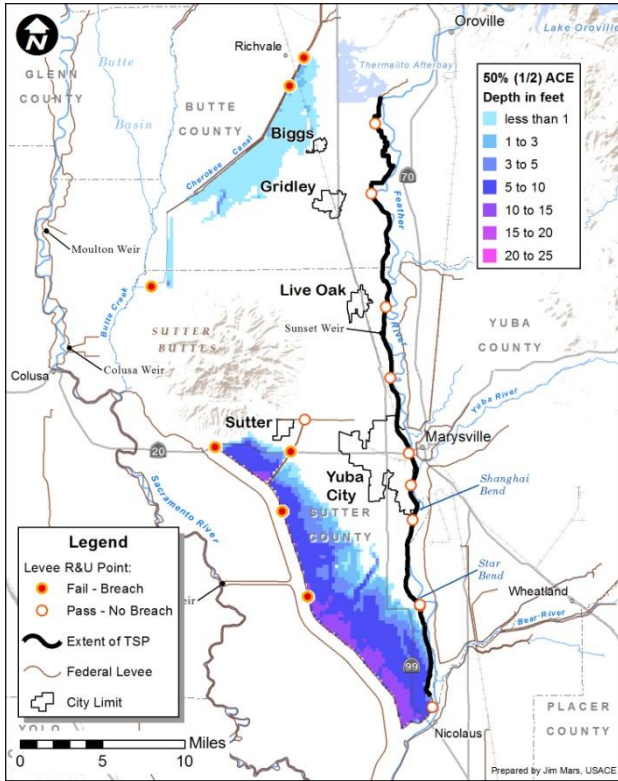 N
Oroville
Lake Oroville
Richvale
Thermalito Afterbay
GLENN
COUNTY
Butte
Basin
BUTTE
COUNTY
50% (1/2) ACE
Depth in feet
less than 1
1 to 3
3 to 5
5 to 10
10 to 15
15 to 20
20 to 25
Biggs
Cherokee Canal
Gridley
Feather
70
Moulton Weir
Live Oak
Sunset Weir
River
Butte Creek
SUTTER
BUTTES
YUBA
COUNTY
Colusa Weir
Colusa
Yuba River
Sutter
20
Marysville
Yuba
City
Shanghai
Bend
SUTTER
COUNTY
Sacramento River
Star
Bend
Wheatland
Bear River
99
Nicolaus
PLACER
COUNTY
Legend
Levee R&U Point:
Fail - Breach
Pass - No Breach
Extent of TSP
Federal Levee
City Limit
YOLO
0 5 10 Miles
Prepared by Jim Mars, USACE